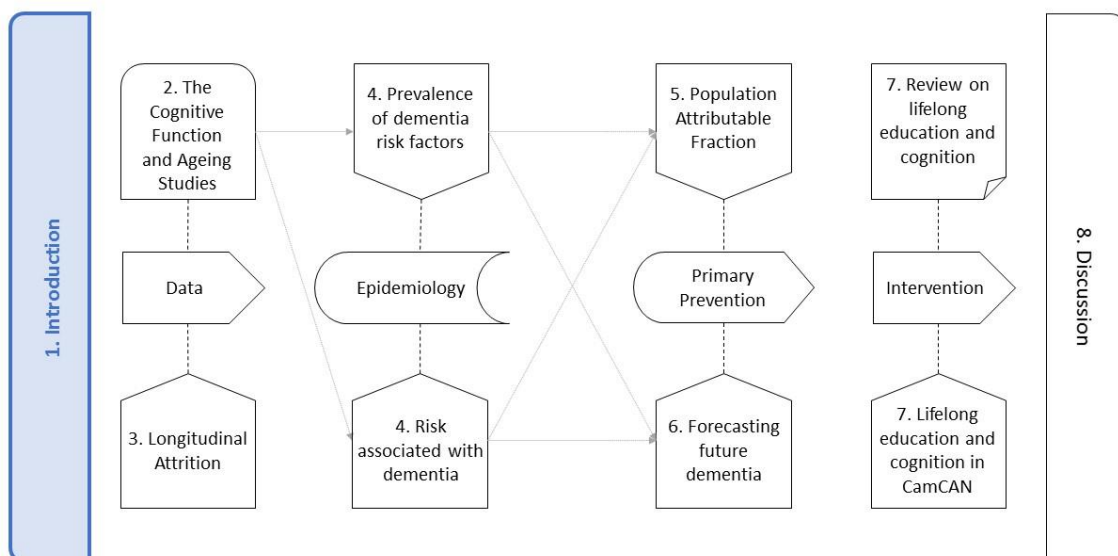 1. Introduction
2. The
Cognitive
Function
and Ageing
Studies
4. Prevalence
of dementia
risk factors
5. Population
Attributable
Fraction
7. Review on
lifelong
education and
cognition
Data
Epidemiology
Primary
Prevention
Intervention
3. Longitudinal
Attrition
4. Risk
associated with
dementia
6. Forecasting
future
dementia
7. Lifelong
education and
cognition in
CamCAN
8. Discussion